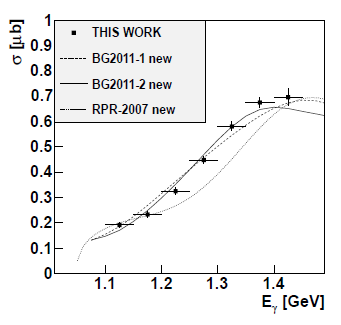 σ [μb]
1
0.9
0.8
0.7
0.6
0.5
0.4
0.3
0.2
0.1
0
THIS WORK
BG2011-1 new
BG2011-2 new
RPR-2007 new
1.1 1.2 1.3 1.4
Eγ [GeV]